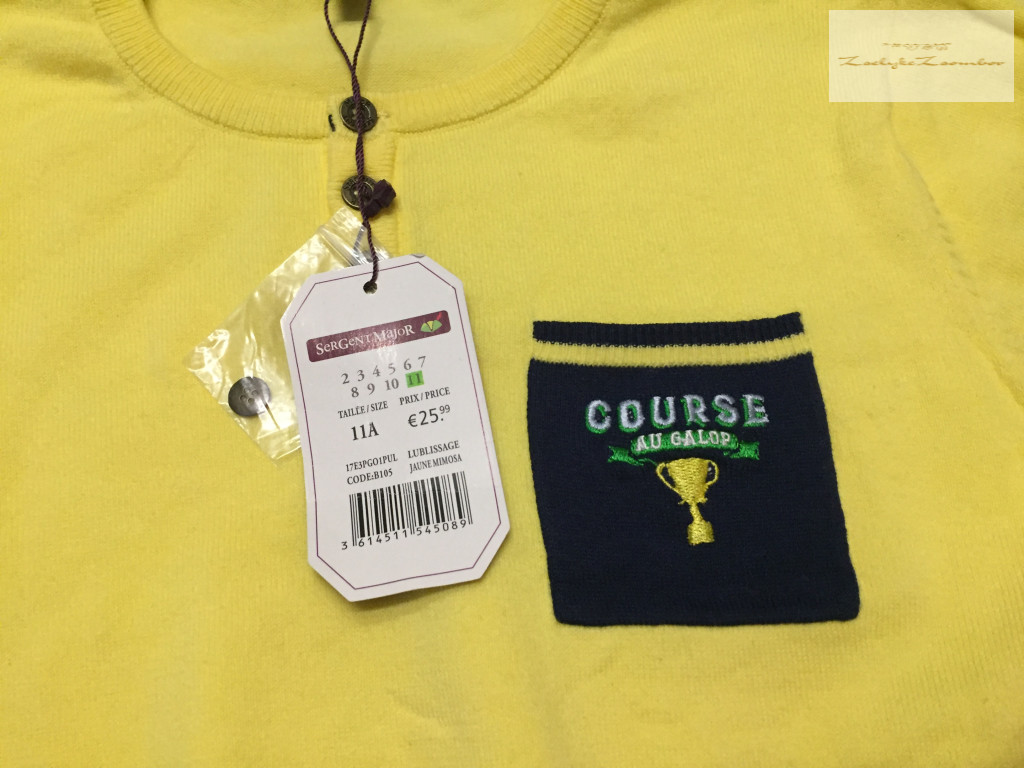 SeRGeNT MaJoR
2 3 4 5 6 7
8 9 10 11
TAILLE/SIZE PRIX/PRICE
11A €25.99
17E3PGO1PUL LUBLISSAGE
CODE:B105 JAUNE MIMOSA
3 614511 545089
COURSE
AU GALOP